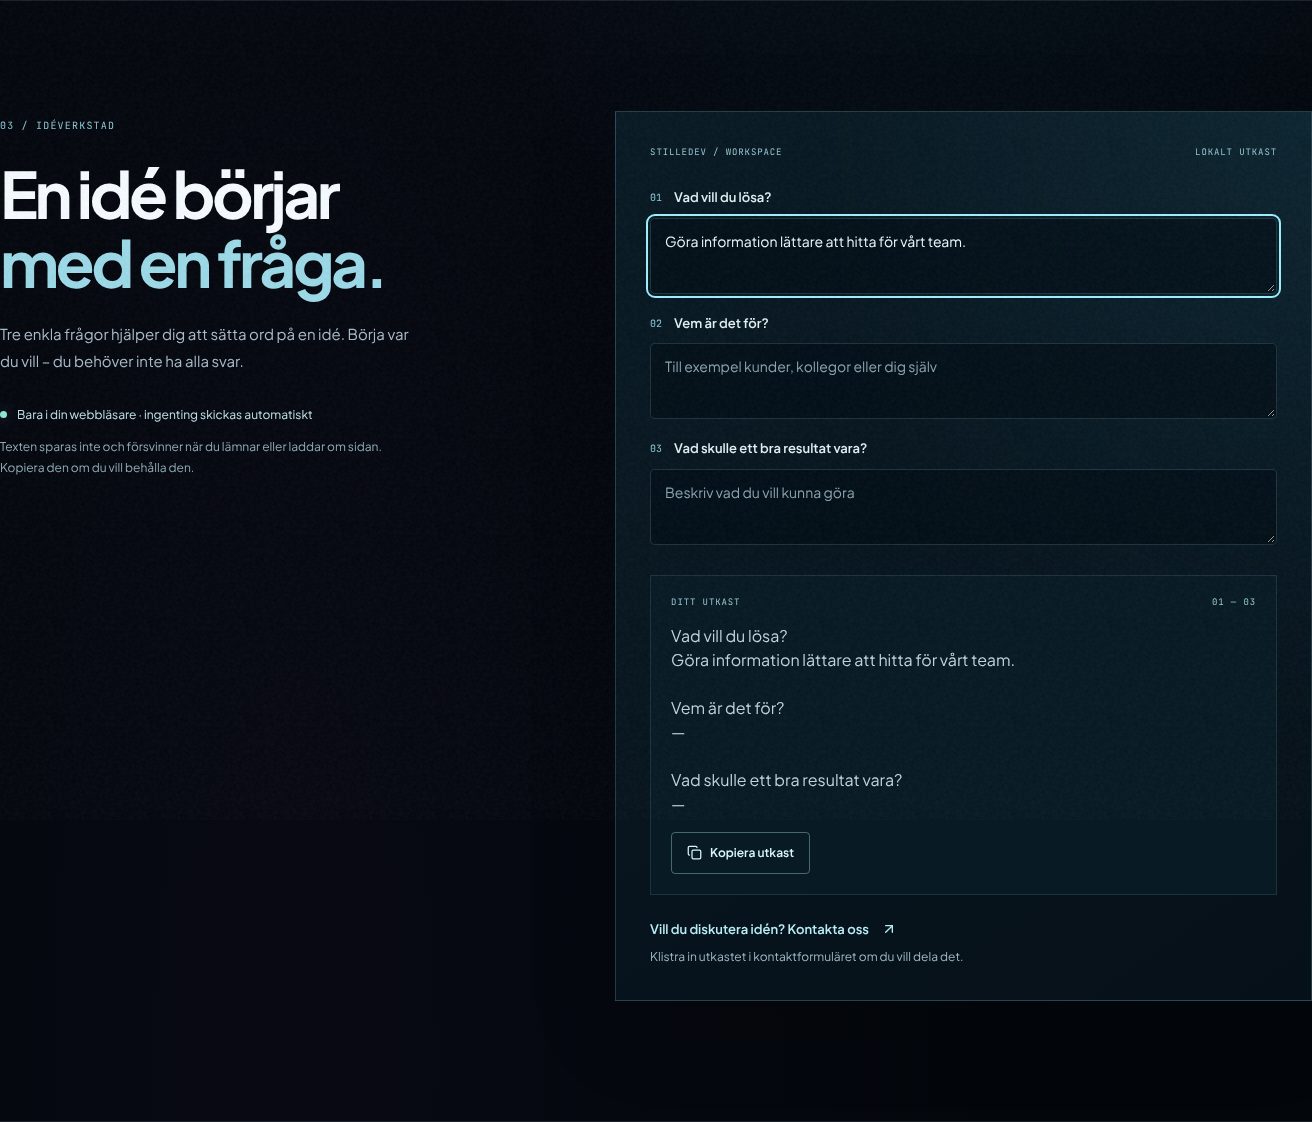 03 / IDÉVERKSTAD
En idé börjar
med en fråga.
Tre enkla frågor hjälper dig att sätta ord på en idé. Börja var
du vill – du behöver inte ha alla svar.
Bara i din webbläsare · ingenting skickas automatiskt
Texten sparas inte och försvinner när du lämnar eller laddar om sidan.
Kopiera den om du vill behålla den.
STILLEDEV / WORKSPACE
LOKALT UTKAST
01 Vad vill du lösa?
Göra information lättare att hitta för vårt team.
02 Vem är det för?
Till exempel kunder, kollegor eller dig själv
03 Vad skulle ett bra resultat vara?
Beskriv vad du vill kunna göra
DITT UTKAST
01 — 03
Vad vill du lösa?
Göra information lättare att hitta för vårt team.
Vem är det för?
—
Vad skulle ett bra resultat vara?
—
Kopiera utkast
Vill du diskutera idén? Kontakta oss
Klistra in utkastet i kontaktformuläret om du vill dela det.